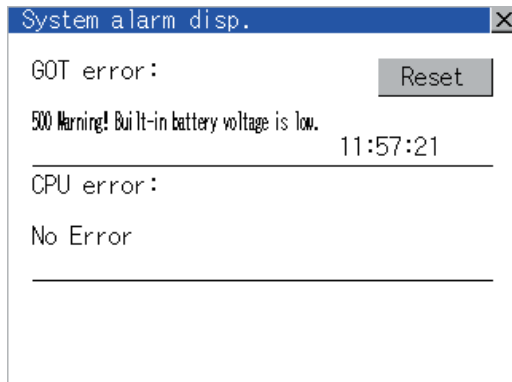 System alarm disp.
GOT error:
Reset
500 Warning! Built-in battery voltage is low.
11:57:21
CPU error:
No Error